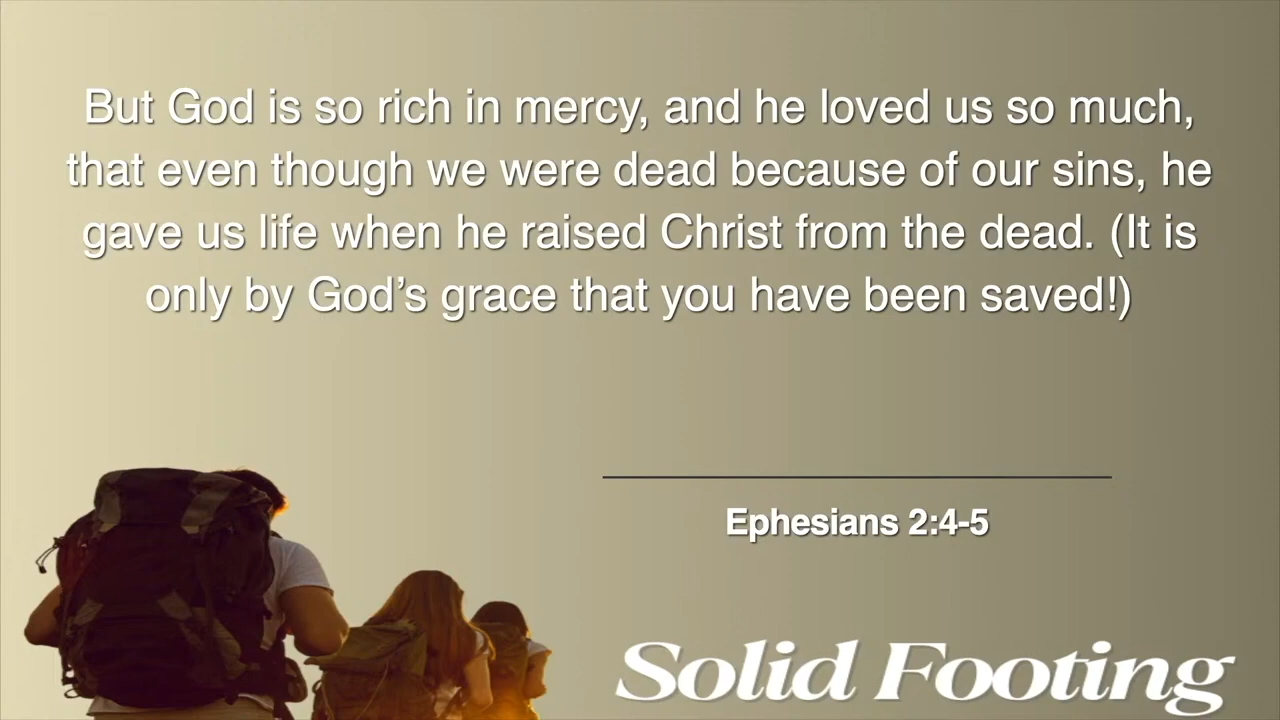 But God is so rich in mercy, and he loved us so much,
that even though we were dead because of our sins, he
gave us life when he raised Christ from the dead. (It is
only by God’s grace that you have been saved!)
Ephesians 2:4-5
Solid Footing